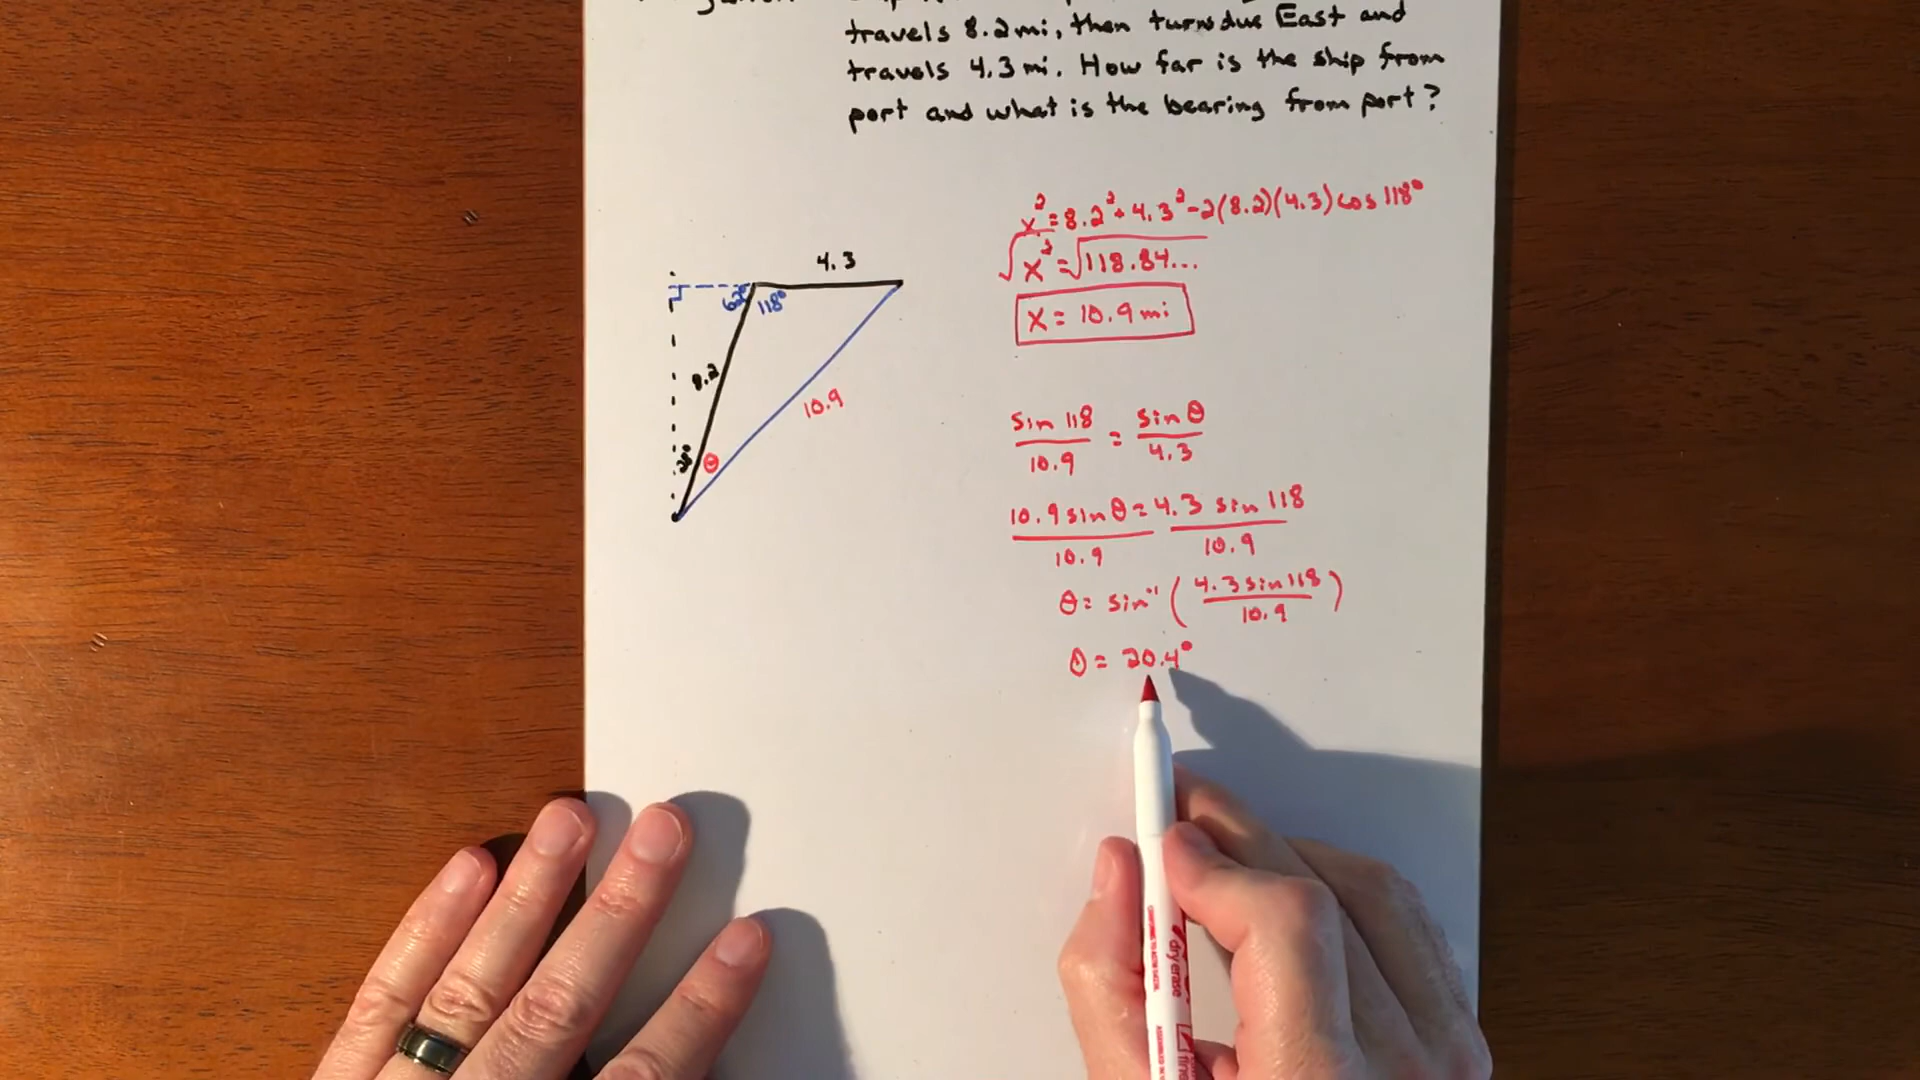 travels 8.2mi, then turns due East and
travels 4.3 mi. How far is the ship from
port and what is the bearing from port?
x² = 8.2² + 4.3² - 2(8.2)(4.3) cos 118°
√x² = √118.84...
x = 10.9 mi
4.3
62°
118°
8.2
10.9
28°
θ
sin 118 / 10.9 = sin θ / 4.3
10.9 sin θ / 10.9 = 4.3 sin 118 / 10.9
θ = sin⁻¹ ( 4.3 sin 118 / 10.9 )
θ = 20.4°
dry erase